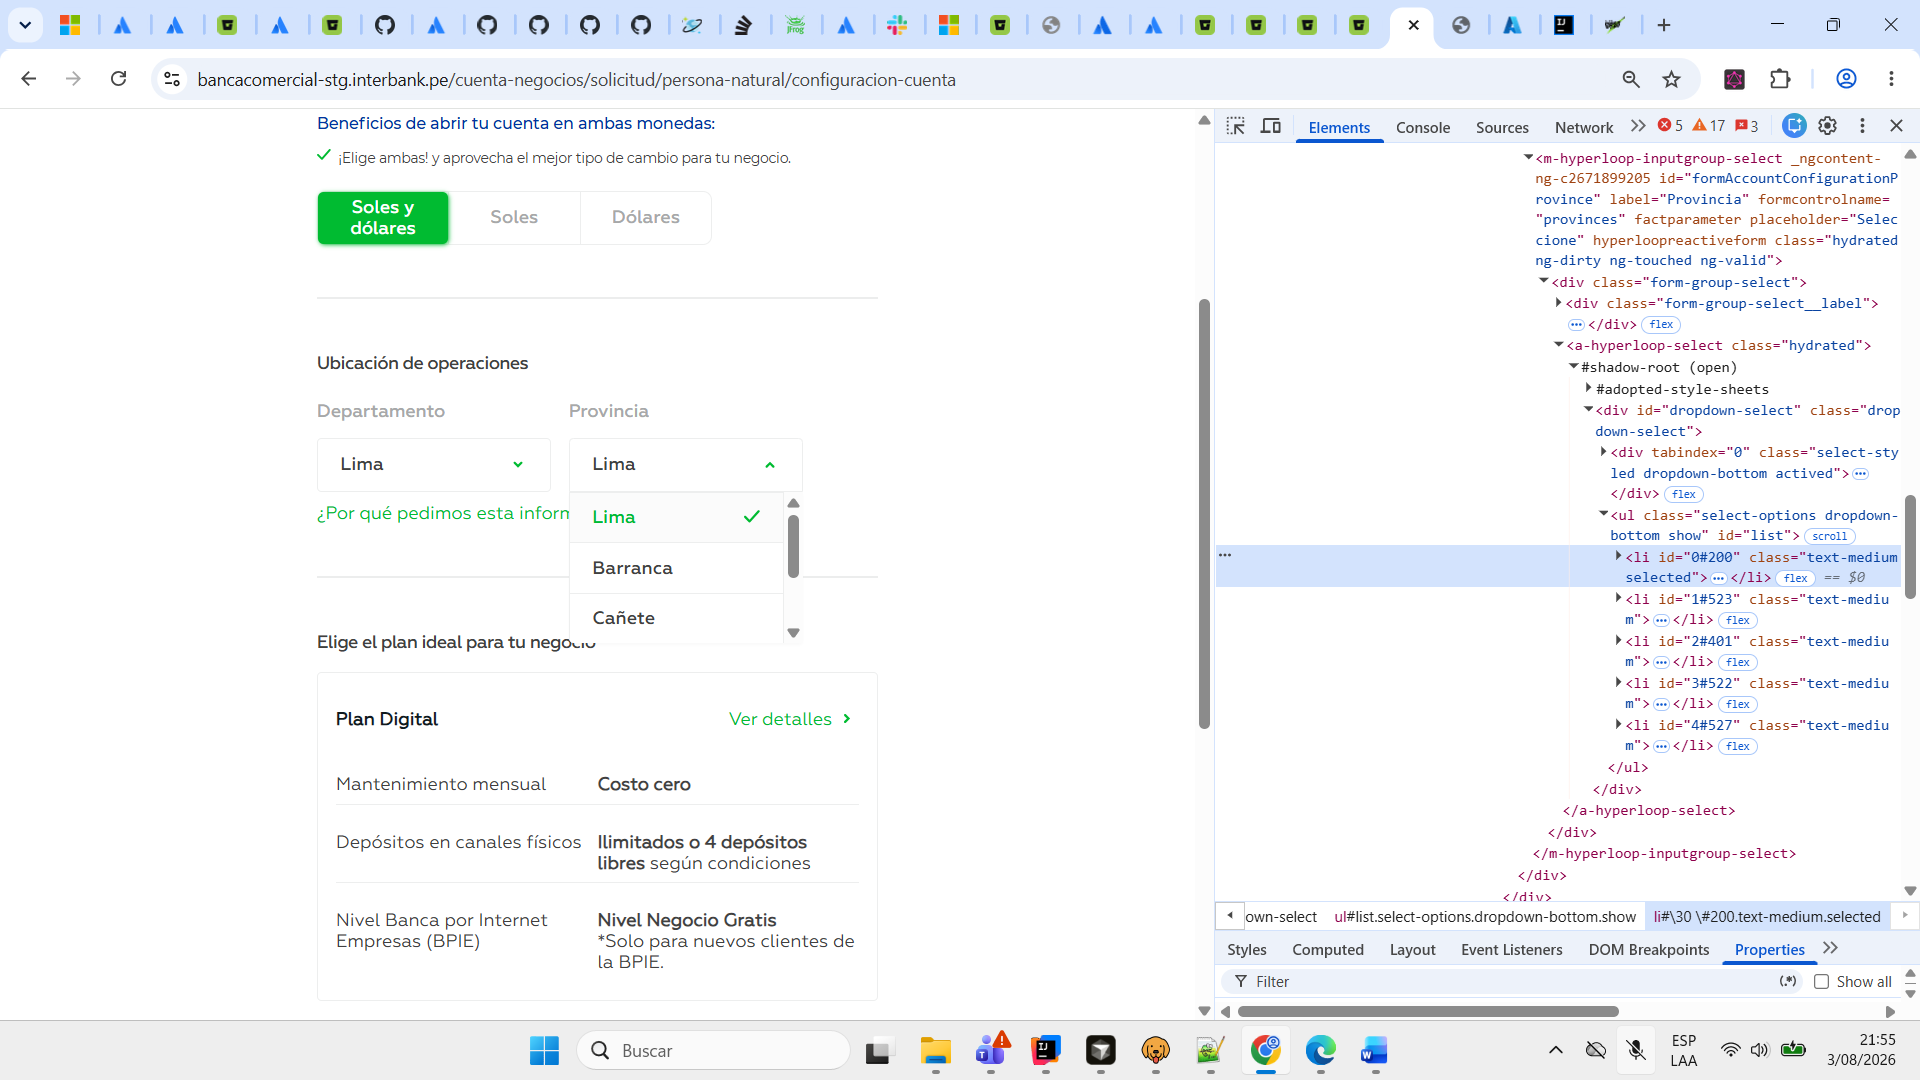 bancacomercial-stg.interbank.pe/cuenta-negocios/solicitud/persona-natural/configuracion-cuenta
Beneficios de abrir tu cuenta en ambas monedas:
¡Elige ambas! y aprovecha el mejor tipo de cambio para tu negocio.
Soles y
dólares
Soles
Dólares
Ubicación de operaciones
Departamento
Provincia
Lima
Lima
¿Por qué pedimos esta inform
Lima
Barranca
Cañete
Elige el plan ideal para tu negocio
Plan Digital
Ver detalles
Mantenimiento mensual
Costo cero
Depósitos en canales físicos
Ilimitados o 4 depósitos
libres según condiciones
Nivel Banca por Internet
Empresas (BPIE)
Nivel Negocio Gratis
*Solo para nuevos clientes de
la BPIE.
Elements
Console
Sources
Network
5
17
3
<m-hyperloop-inputgroup-select _ngcontent-
ng-c2671899205 id="formAccountConfigurationP
rovince" label="Provincia" formcontrolname=
"provinces" factparameter placeholder="Selec
cione" hyperloopreactiveform class="hydrated
ng-dirty ng-touched ng-valid">
<div class="form-group-select">
<div class="form-group-select__label">
</div> flex
<a-hyperloop-select class="hydrated">
#shadow-root (open)
#adopted-style-sheets
<div id="dropdown-select" class="drop
down-select">
<div tabindex="0" class="select-sty
led dropdown-bottom actived">
</div> flex
<ul class="select-options dropdown-
bottom show" id="list"> scroll
<li id="0#200" class="text-medium
selected"> </li> flex == $0
<li id="1#523" class="text-mediu
m"> </li> flex
<li id="2#401" class="text-mediu
m"> </li> flex
<li id="3#522" class="text-mediu
m"> </li> flex
<li id="4#527" class="text-mediu
m"> </li> flex
</ul>
</div>
</a-hyperloop-select>
</div>
</m-hyperloop-inputgroup-select>
</div>
</div>
own-select
ul#list.select-options.dropdown-bottom.show
li#\30 \#200.text-medium.selected
Styles
Computed
Layout
Event Listeners
DOM Breakpoints
Properties
Filter
(.*)
Show all
Buscar
ESP
LAA
21:55
3/08/2026